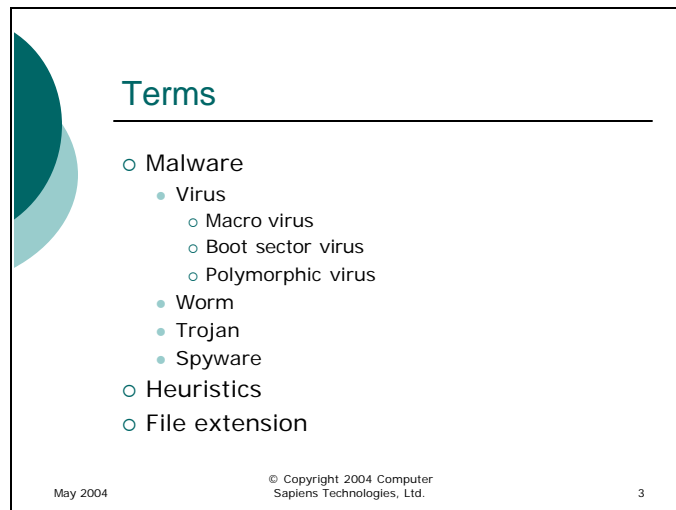 Terms
Malware
Virus
Macro virus
Boot sector virus
Polymorphic virus
Worm
Trojan
Spyware
Heuristics
File extension
May 2004
© Copyright 2004 Computer
Sapiens Technologies, Ltd.
3